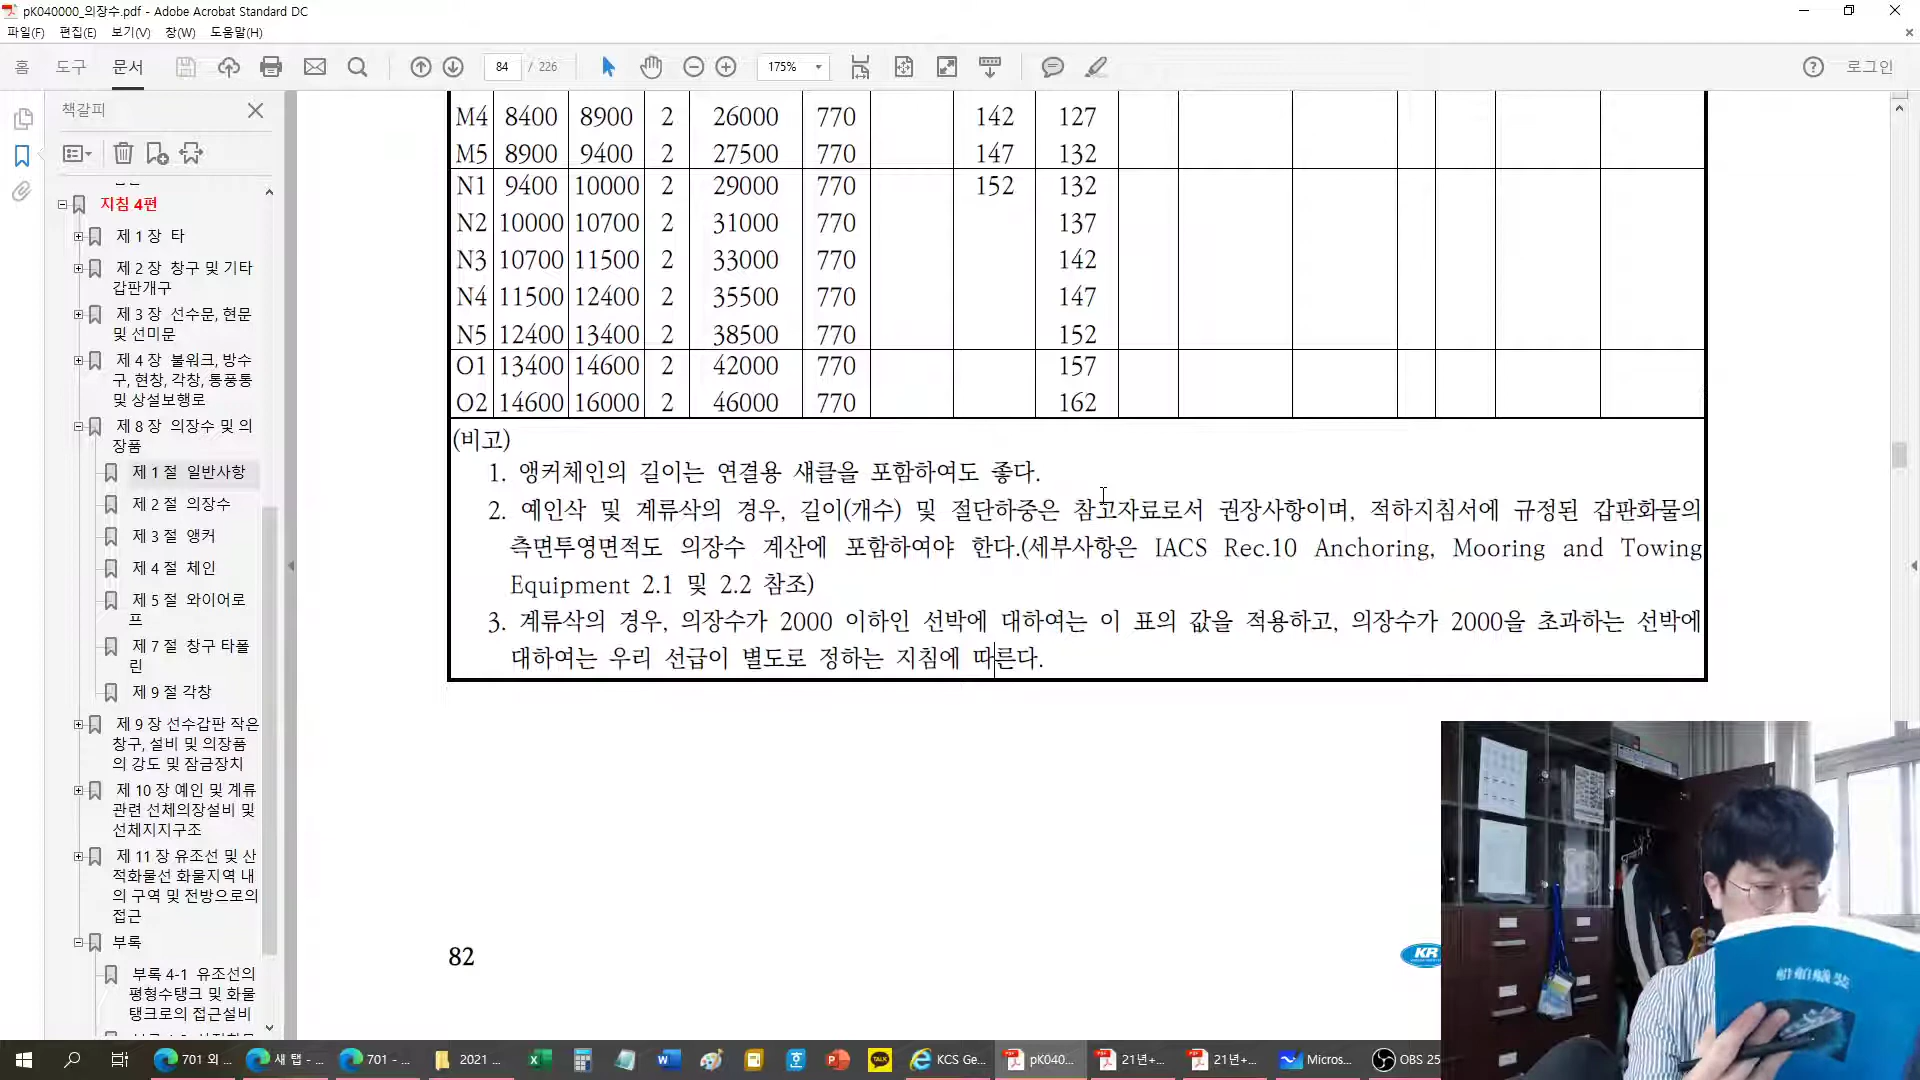 pK040000_의장수.pdf - Adobe Acrobat Standard DC
파일(F) 편집(E) 보기(V) 창(W) 도움말(H)
홈 도구 문서 84 / 226 175% 로그인
책갈피
지침 4편
제 1 장 타
제 2 장 창구 및 기타
갑판개구
제 3 장 선수문, 현문
및 선미문
제 4 장 불워크, 방수
구, 현창, 각창, 통풍통
및 상설보행로
제 8 장 의장수 및 의
장품
제 1 절 일반사항
제 2 절 의장수
제 3 절 앵커
제 4 절 체인
제 5 절 와이어로
프
제 7 절 창구 타폴
린
제 9 절 각창
제 9 장 선수갑판 작은
창구, 설비 및 의장품
의 강도 및 잠금장치
제 10 장 예인 및 계류
관련 선체의장설비 및
선체지지구조
제 11 장 유조선 및 산
적화물선 화물지역 내
의 구역 및 전방으로의
접근
부록
부록 4-1 유조선의
평형수탱크 및 화물
탱크로의 접근설비
M4 8400 8900 2 26000 770 142 127
M5 8900 9400 2 27500 770 147 132
N1 9400 10000 2 29000 770 152 132
N2 10000 10700 2 31000 770 137
N3 10700 11500 2 33000 770 142
N4 11500 12400 2 35500 770 147
N5 12400 13400 2 38500 770 152
O1 13400 14600 2 42000 770 157
O2 14600 16000 2 46000 770 162
(비고)
1. 앵커체인의 길이는 연결용 섀클을 포함하여도 좋다.
2. 예인삭 및 계류삭의 경우, 길이(개수) 및 절단하중은 참고자료로서 권장사항이며, 적하지침서에 규정된 갑판화물의
측면투영면적도 의장수 계산에 포함하여야 한다.(세부사항은 IACS Rec.10 Anchoring, Mooring and Towing
Equipment 2.1 및 2.2 참조)
3. 계류삭의 경우, 의장수가 2000 이하인 선박에 대하여는 이 표의 값을 적용하고, 의장수가 2000을 초과하는 선박에
대하여는 우리 선급이 별도로 정하는 지침에 따른다.
82
KR
船舶艤装
701 외 ... 새 탭 - ... 701 - ... 2021 ... TALK KCS Ge... pK040... 21년+... 21년+... Micros... OBS 25